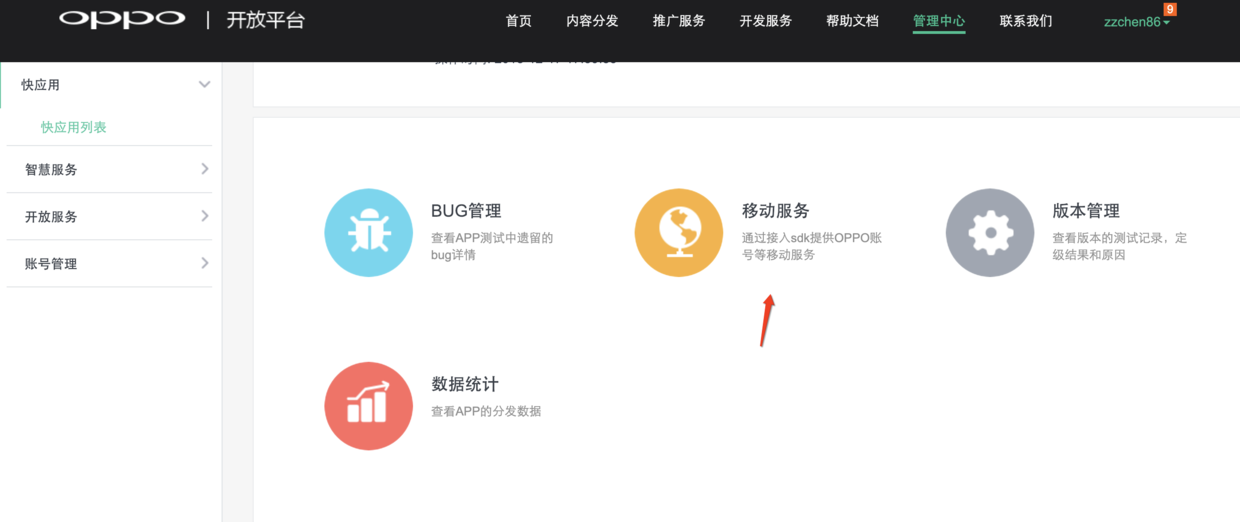 oppo | 开放平台
首页 内容分发 推广服务 开发服务 帮助文档 管理中心 联系我们 zzchen86 9
快应用
快应用列表
智慧服务
开放服务
账号管理
BUG管理
查看APP测试中遗留的
bug详情
移动服务
通过接入sdk提供OPPO账
号等移动服务
版本管理
查看版本的测试记录，定
级结果和原因
数据统计
查看APP的分发数据